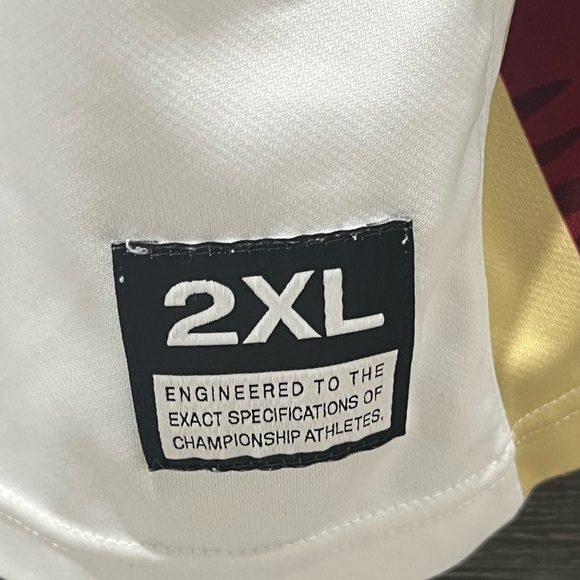 2XL
ENGINEERED TO THE
EXACT SPECIFICATIONS OF
CHAMPIONSHIP ATHLETES.